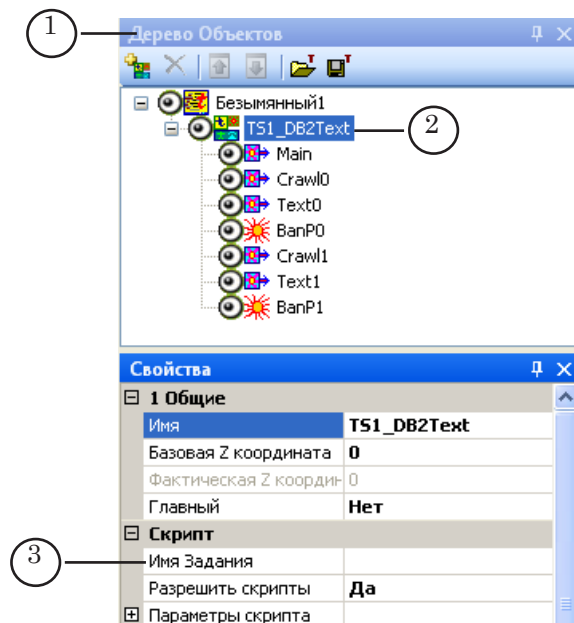 1
Дерево Объектов
Безымянный1
TS1_DB2Text
2
Main
Crawl0
Text0
BanP0
Crawl1
Text1
BanP1
Свойства
1 Общие
Имя TS1_DB2Text
Базовая Z координата 0
Фактическая Z координ 0
Главный Нет
Скрипт
3
Имя Задания
Разрешить скрипты Да
Параметры скрипта